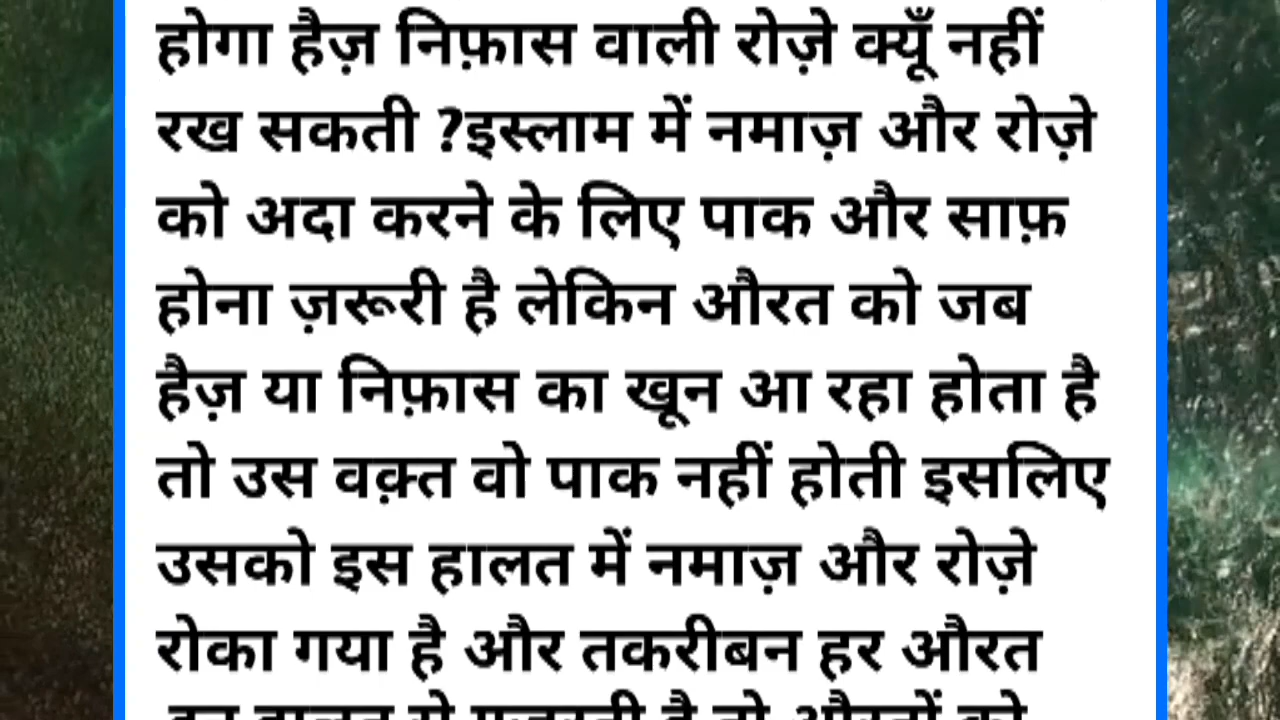 होगा हैज़ निफ़ास वाली रोज़े क्यूँ नहीं
रख सकती ?इस्लाम में नमाज़ और रोज़े
को अदा करने के लिए पाक और साफ़
होना ज़रूरी है लेकिन औरत को जब
हैज़ या निफ़ास का खून आ रहा होता है
तो उस वक़्त वो पाक नहीं होती इसलिए
उसको इस हालत में नमाज़ और रोज़े
रोका गया है और तकरीबन हर औरत